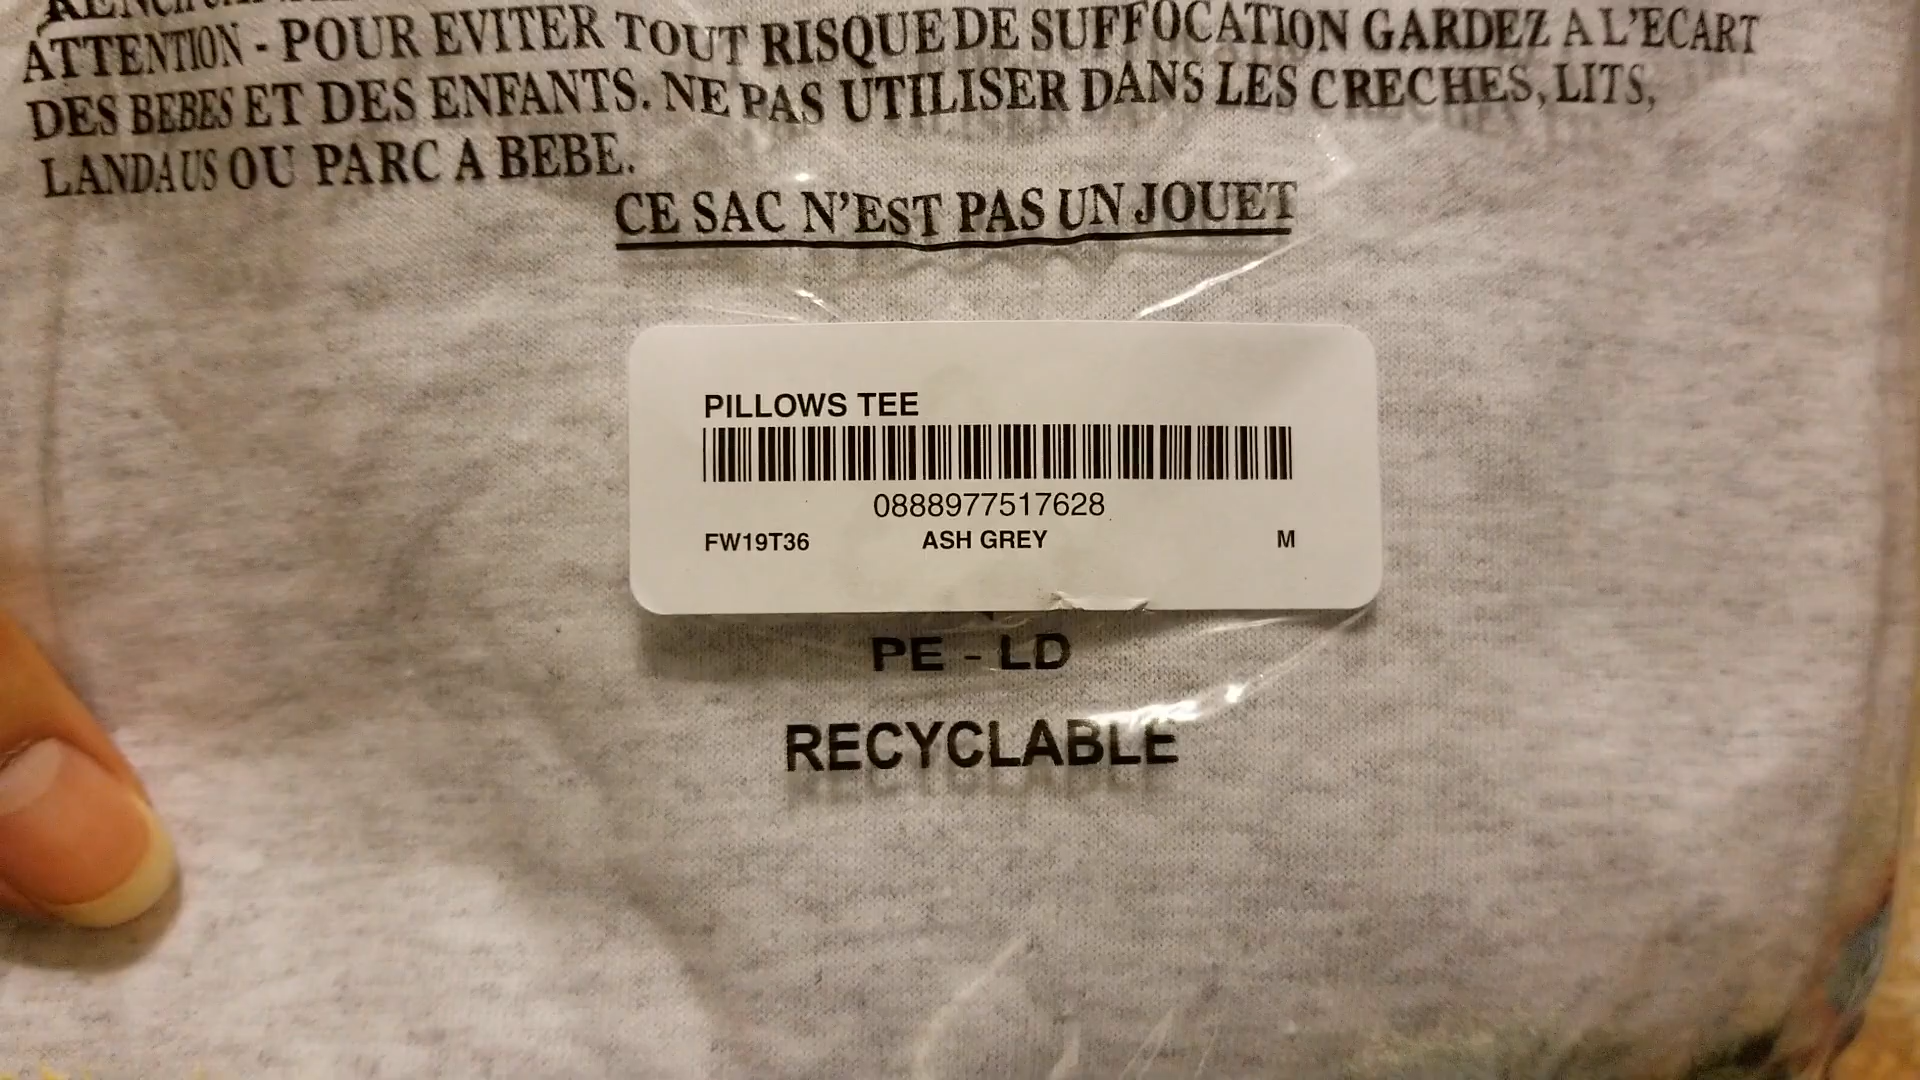 ATTENTION - POUR EVITER TOUT RISQUE DE SUFFOCATION GARDEZ A L'ECART
DES BEBES ET DES ENFANTS. NE PAS UTILISER DANS LES CRECHES, LITS,
LANDAUS OU PARC A BEBE.
CE SAC N'EST PAS UN JOUET
PILLOWS TEE
0888977517628
FW19T36 ASH GREY M
PE - LD
RECYCLABLE